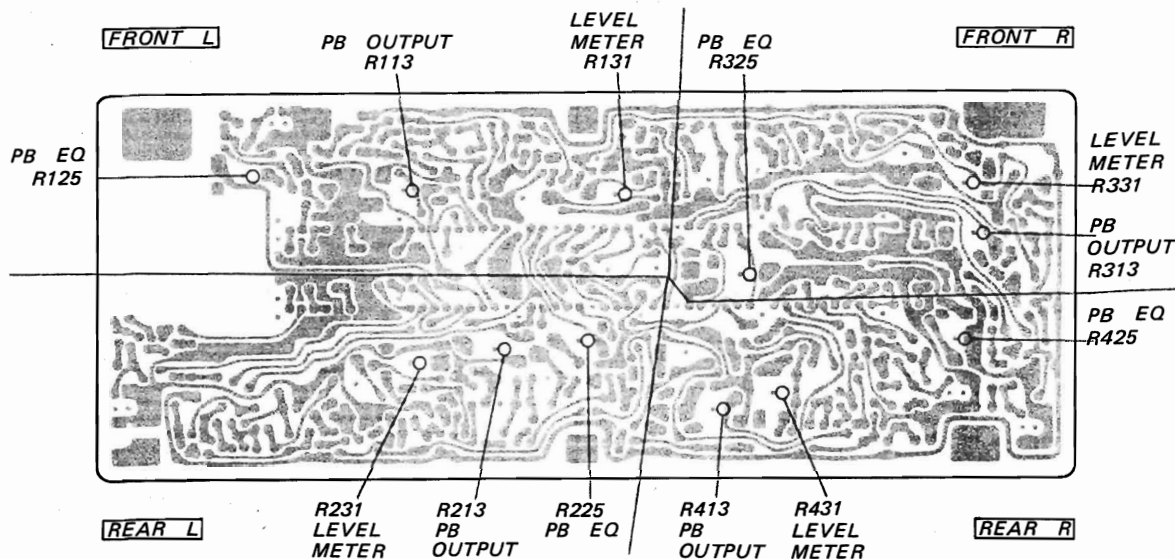 FRONT L
PB OUTPUT
R113
LEVEL
METER
R131
PB EQ
R325
FRONT R
PB EQ
R125
LEVEL
METER
R331
PB
OUTPUT
R313
PB EQ
R425
REAR L
R231
LEVEL
METER
R213
PB
OUTPUT
R225
PB EQ
R413
PB
OUTPUT
R431
LEVEL
METER
REAR R